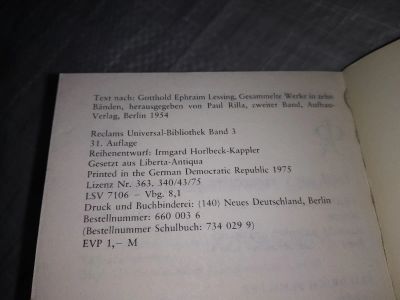 Text nach: Gotthold Ephraim Lessing, Gesammelte Werke in zehn
Bänden, herausgegeben von Paul Rilla, zweiter Band, Aufbau-
Verlag, Berlin 1954
Reclams Universal-Bibliothek Band 3
31. Auflage
Reihenentwurf: Irmgard Horlbeck-Kappler
Gesetzt aus Liberta-Antiqua
Printed in the German Democratic Republic 1975
Lizenz Nr. 363. 340/43/75
LSV 7106 – Vbg. 8,1
Druck und Buchbinderei: (140) Neues Deutschland, Berlin
Bestellnummer: 660 003 6
(Bestellnummer Schulbuch: 734 029 9)
EVP 1,– M